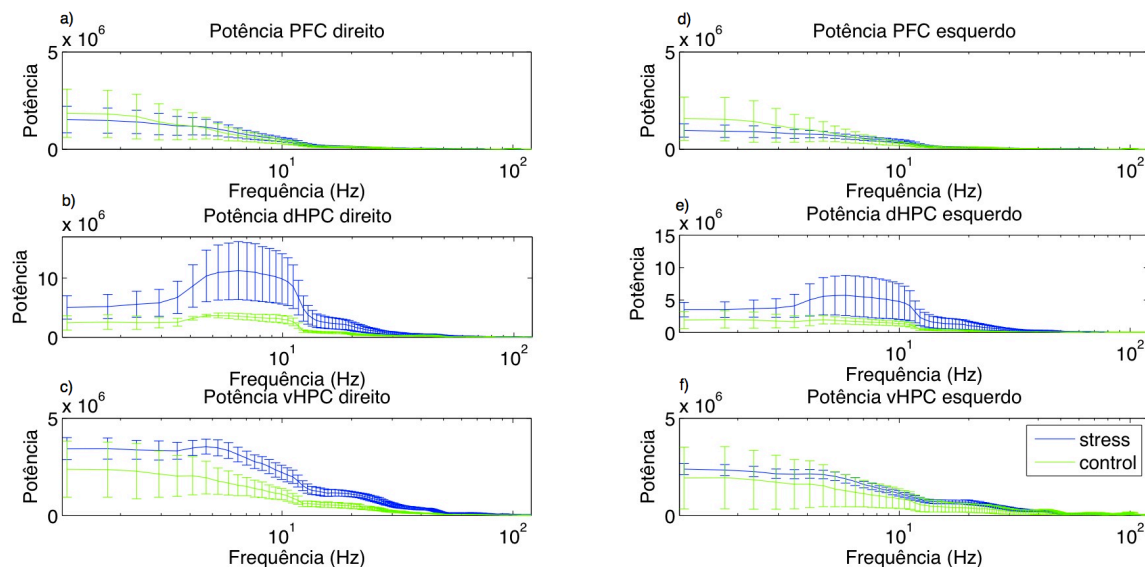 a)
Potência PFC direito
x 10^6
5
0
Potência
10^1
10^2
Frequência (Hz)
b)
Potência dHPC direito
x 10^6
10
0
Potência
10^1
10^2
Frequência (Hz)
c)
Potência vHPC direito
x 10^6
5
0
Potência
10^1
10^2
Frequência (Hz)
d)
Potência PFC esquerdo
x 10^6
5
0
Potência
10^1
10^2
Frequência (Hz)
e)
Potência dHPC esquerdo
x 10^6
15
10
5
0
Potência
10^1
10^2
Frequência (Hz)
f)
Potência vHPC esquerdo
x 10^6
5
0
Potência
stress
control
10^1
10^2
Frequência (Hz)